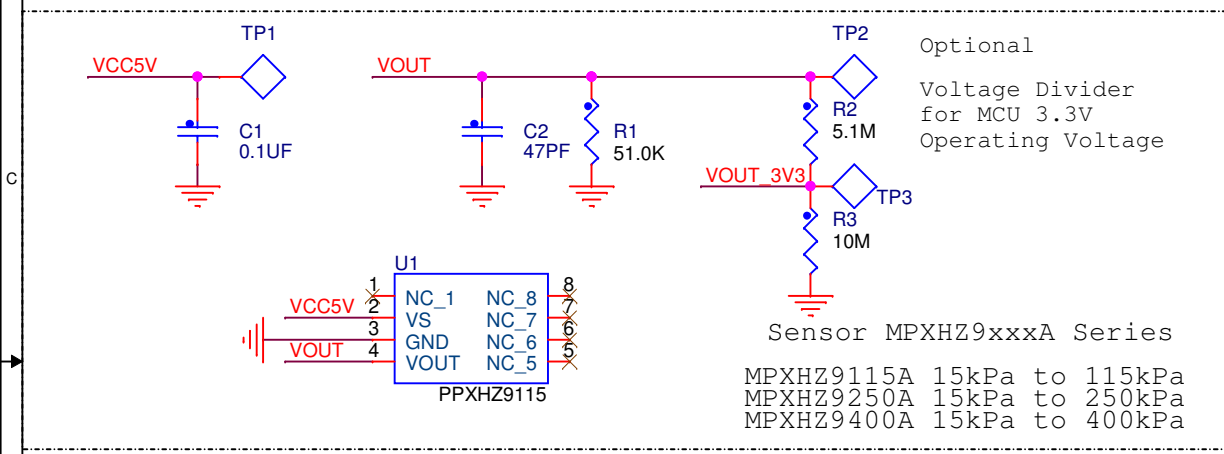 TP1
VCC5V
C1
0.1UF
VOUT
C2
47PF
R1
51.0K
TP2
R2
5.1M
VOUT_3V3
TP3
R3
10M
Optional
Voltage Divider
for MCU 3.3V
Operating Voltage
C
U1
1 NC_1 NC_8 8
VCC5V 2 VS NC_7 7
3 GND NC_6 6
VOUT 4 VOUT NC_5 5
PPXHZ9115
Sensor MPXHZ9xxxA Series
MPXHZ9115A 15kPa to 115kPa
MPXHZ9250A 15kPa to 250kPa
MPXHZ9400A 15kPa to 400kPa